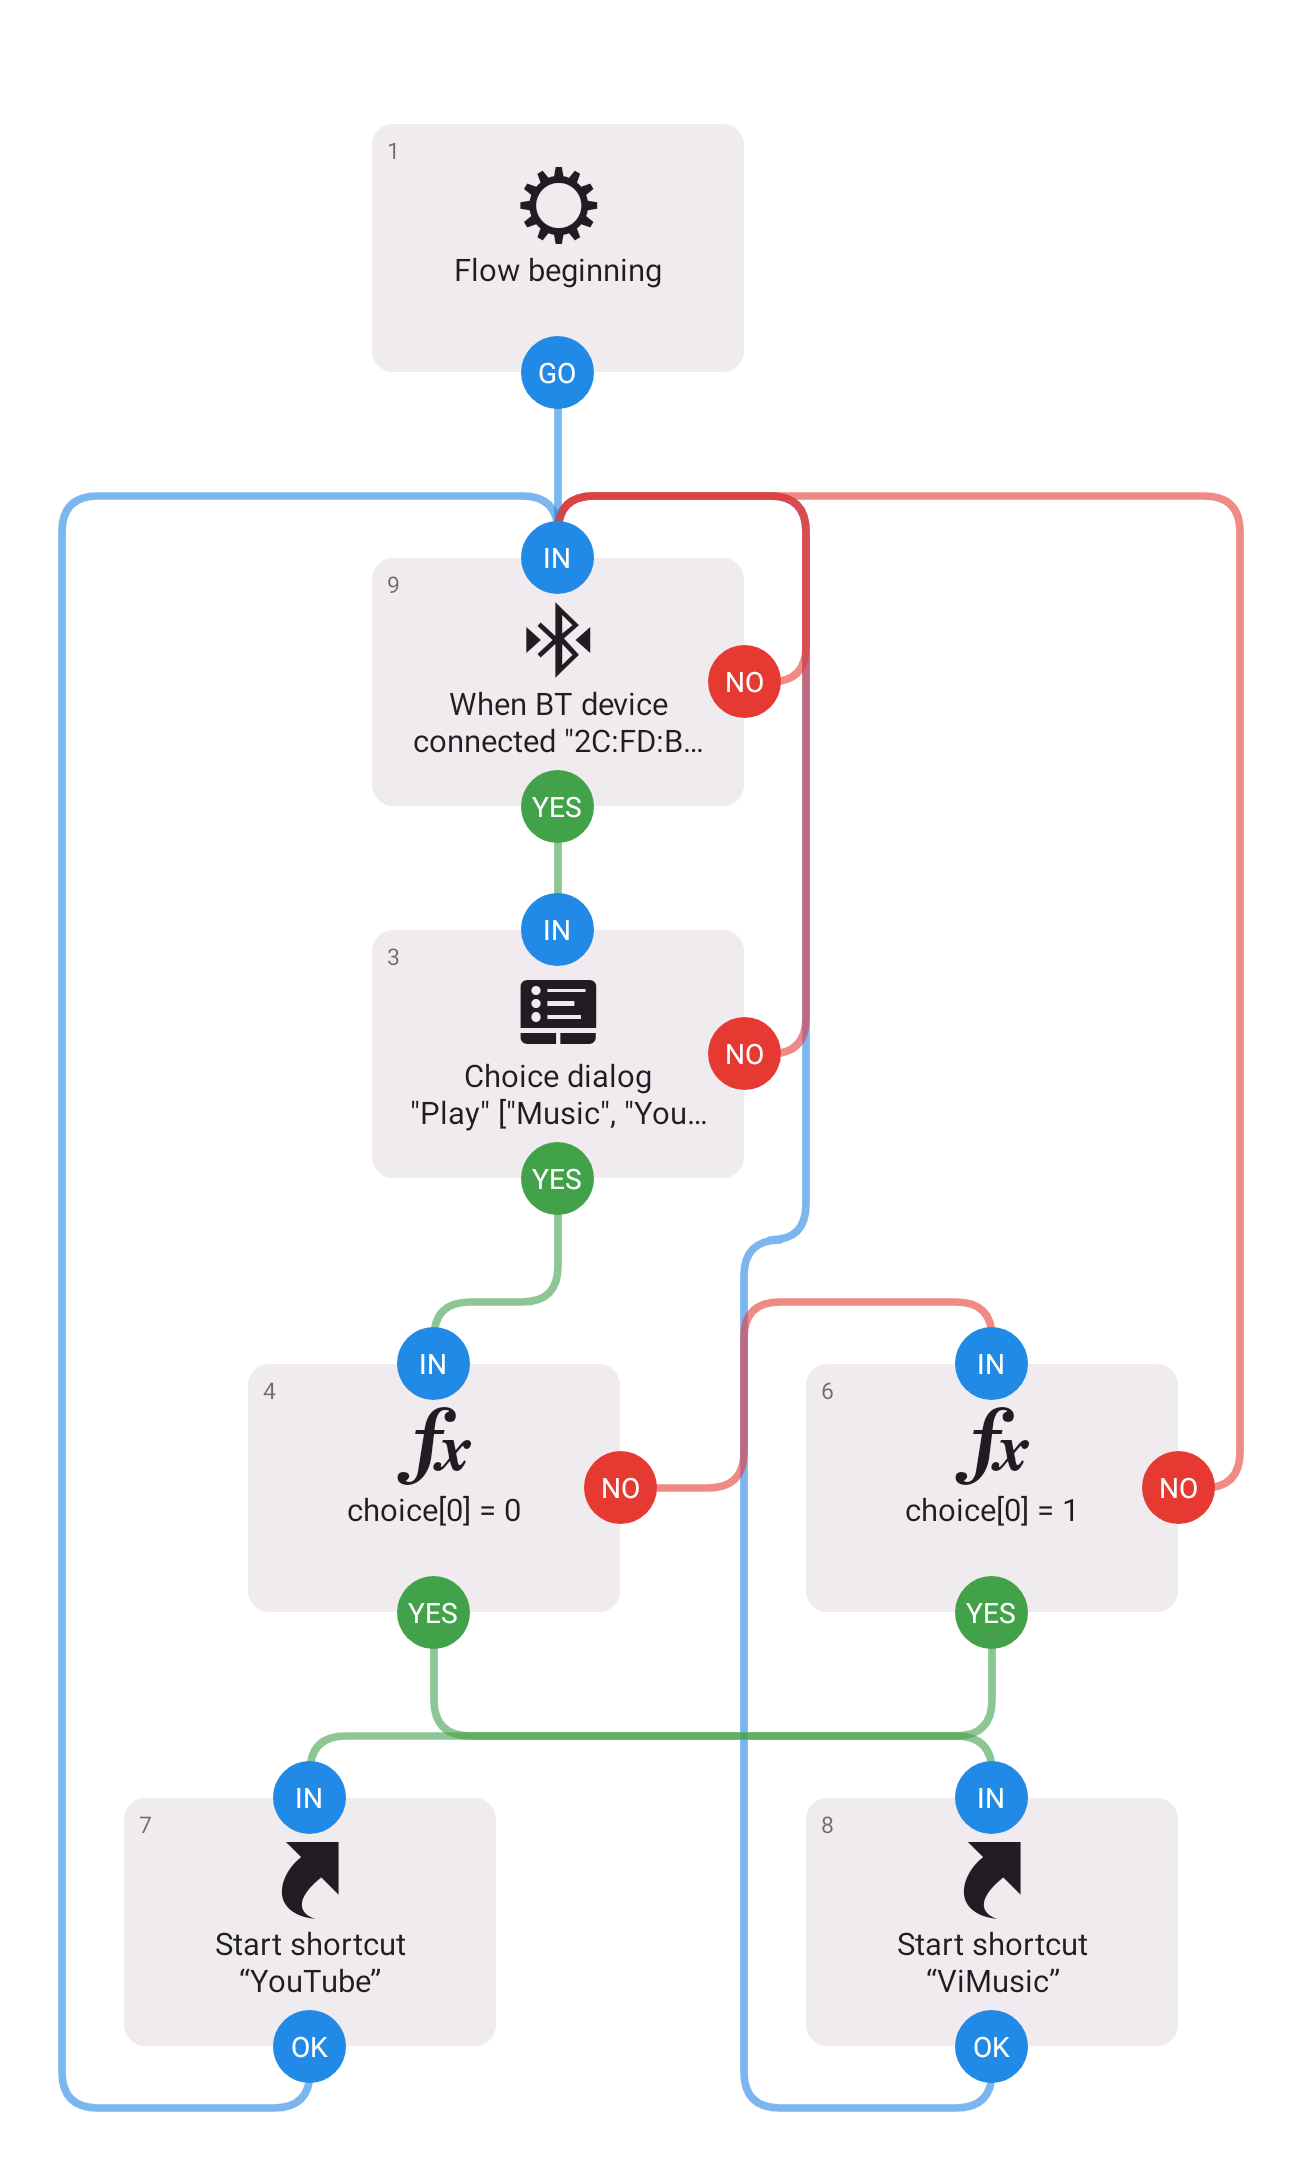 1
Flow beginning
GO
IN
9
When BT device
connected "2C:FD:B...
NO
YES
IN
3
Choice dialog
"Play" ["Music", "You...
NO
YES
IN
4
choice[0] = 0
NO
YES
IN
6
choice[0] = 1
NO
YES
IN
7
Start shortcut
“YouTube”
OK
IN
8
Start shortcut
“ViMusic”
OK